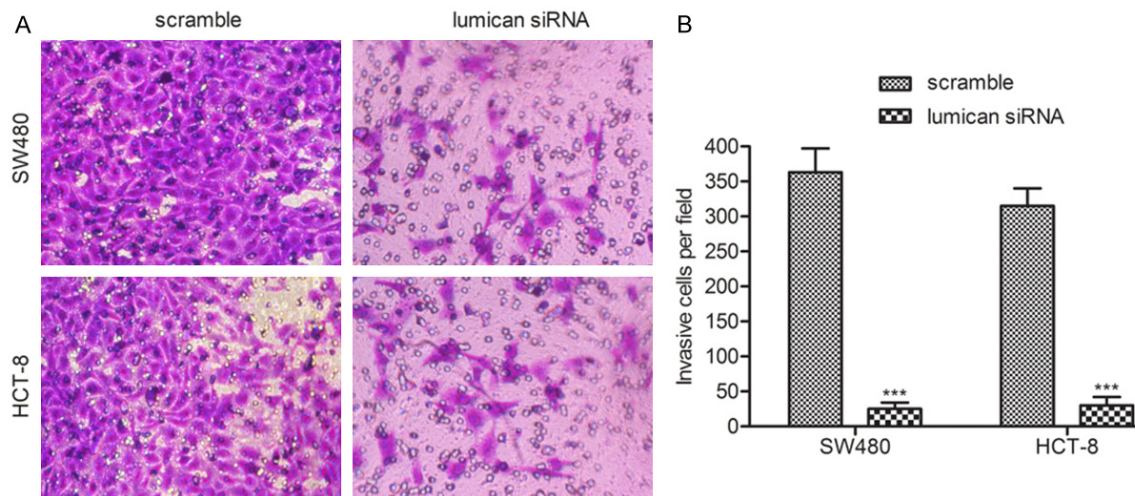 A
scramble
lumican siRNA
SW480
HCT-8
B
scramble
lumican siRNA
Invasive cells per field
400
350
300
250
200
150
100
50
0
***
***
SW480
HCT-8